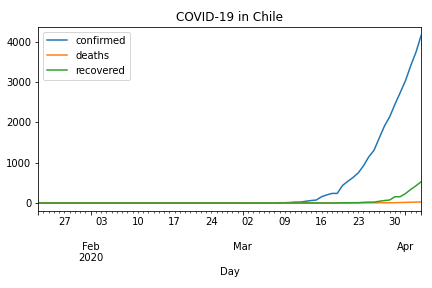 COVID-19 in Chile
confirmed
deaths
recovered
4000
3000
2000
1000
0
27 03 10 17 24 02 09 16 23 30
Feb Mar Apr
2020
Day